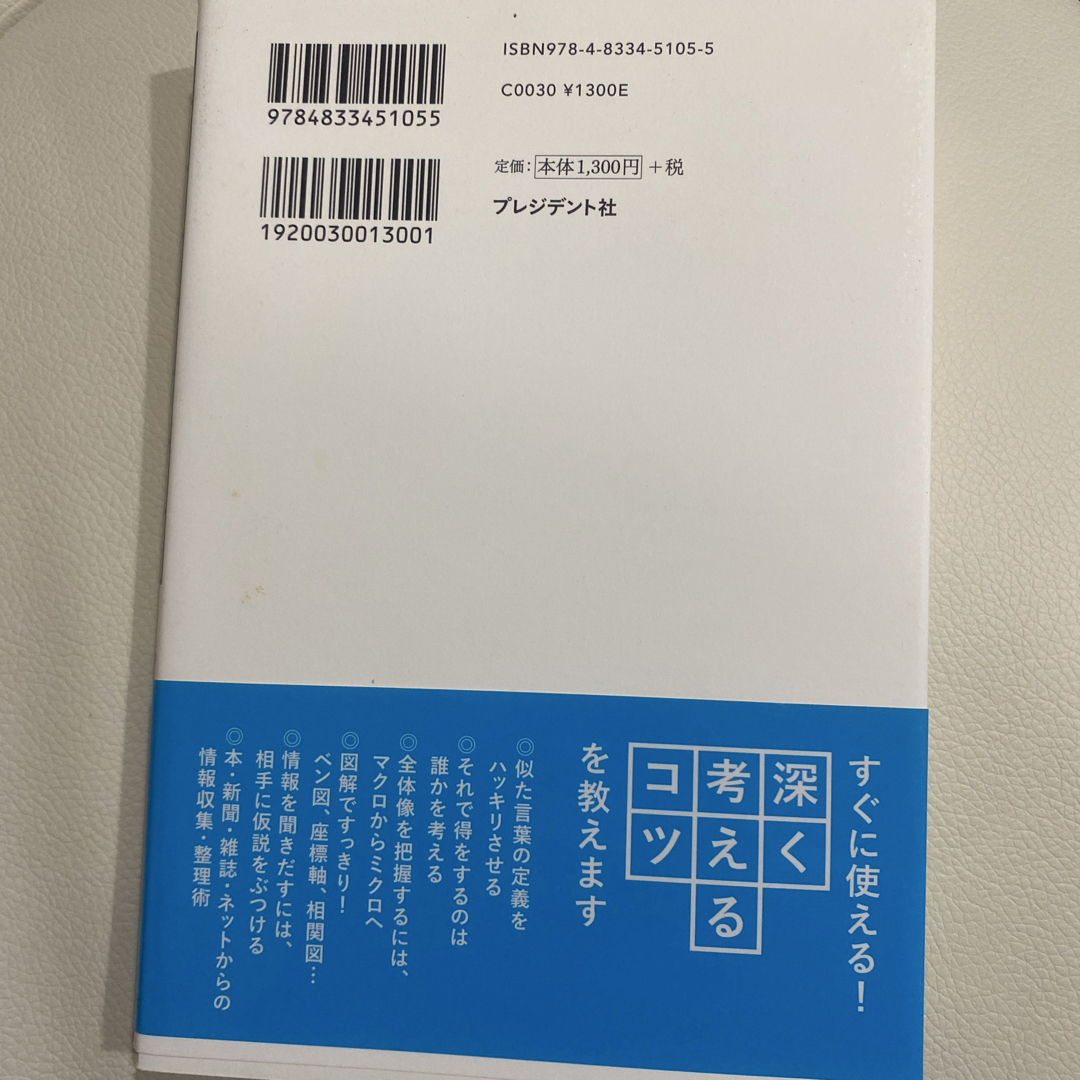 ISBN978-4-8334-5105-5
C0030 ¥1300E
9784833451055
定価：本体1,300円＋税
プレジデント社
1920030013001
すぐに使える！
深く
考える
コツ
を教えます
◎似た言葉の定義を
ハッキリさせる
◎それで得をするのは
誰かを考える
◎全体像を把握するには、
マクロからミクロへ
◎図解ですっきり！
ベン図、座標軸、相関図…
◎情報を聞きだすには、
相手に仮説をぶつける
◎本・新聞・雑誌・ネットからの
情報収集・整理術